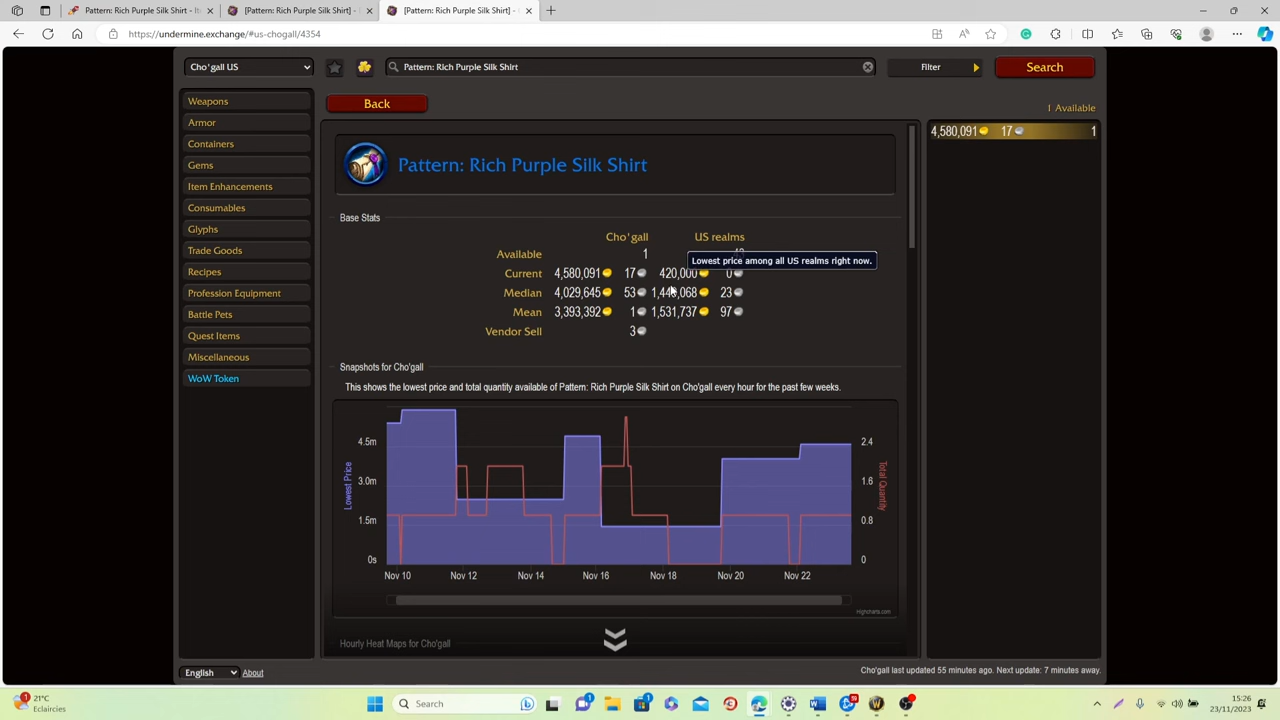 Pattern: Rich Purple Silk Shirt - It
[Pattern: Rich Purple Silk Shirt] -
[Pattern: Rich Purple Silk Shirt] -
https://undermine.exchange/#us-chogall/4354
Cho'gall US
Pattern: Rich Purple Silk Shirt
Filter
Search
Back
1 Available
4,580,091 17 1
Weapons
Armor
Containers
Gems
Item Enhancements
Consumables
Glyphs
Trade Goods
Recipes
Profession Equipment
Battle Pets
Quest Items
Miscellaneous
WoW Token
Pattern: Rich Purple Silk Shirt
Base Stats
Cho'gall US realms
Available 1
Lowest price among all US realms right now.
Current 4,580,091 17 420,000 0
Median 4,029,645 53 23
Mean 3,393,392 1 1,531,737 97
Vendor Sell 3
Snapshots for Cho'gall
This shows the lowest price and total quantity available of Pattern: Rich Purple Silk Shirt on Cho'gall every hour for the past few weeks.
4.5m 2.4
3.0m 1.6
1.5m 0.8
0s 0
Lowest Price
Total Quantity
Nov 10 Nov 12 Nov 14 Nov 16 Nov 18 Nov 20 Nov 22
Highcharts.com
Hourly Heat Maps for Cho'gall
English About
Cho'gall last updated 55 minutes ago. Next update: 7 minutes away.
21°C
Eclaircies
Search
15:26
23/11/2023